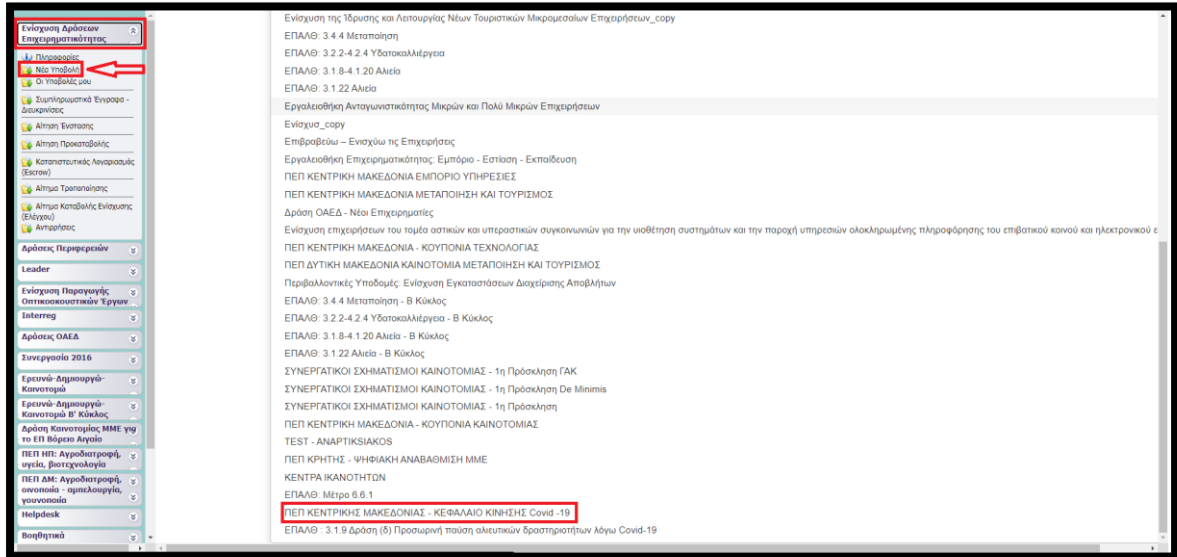 Ενίσχυση Δράσεων
Επιχειρηματικότητας
Πληροφορίες
Νέα Υποβολή
Οι Υποβολές μου
Συμπληρωματικά Έγγραφα -
Διευκρινίσεις
Αίτηση Ένστασης
Αίτηση Προκαταβολής
Καταπιστευτικός Λογαριασμός
(Escrow)
Αίτημα Τροποποίησης
Αίτημα Καταβολής Ενίσχυσης
(Ελέγχου)
Αντιρρήσεις
Δράσεις Περιφερειών
Leader
Ενίσχυση Παραγωγής
Οπτικοακουστικών Έργων
Interreg
Δράσεις ΟΑΕΔ
Συνεργασία 2016
Ερευνώ-Δημιουργώ-
Καινοτομώ
Ερευνώ-Δημιουργώ-
Καινοτομώ Β' Κύκλος
Δράση Καινοτομίας ΜΜΕ για
το ΕΠ Βόρειο Αιγαίο
ΠΕΠ ΗΠ: Αγροδιατροφή,
υγεία, βιοτεχνολογία
ΠΕΠ ΔΜ: Αγροδιατροφή,
οινοποιία - αμπελουργία,
γουνοποιία
Helpdesk
Βοηθητικά
Ενίσχυση της Ίδρυσης και Λειτουργίας Νέων Τουριστικών Μικρομεσαίων Επιχειρήσεων_copy
ΕΠΑΛΘ: 3.4.4 Μεταποίηση
ΕΠΑΛΘ: 3.2.2-4.2.4 Υδατοκαλλιέργεια
ΕΠΑΛΘ: 3.1.8-4.1.20 Αλιεία
ΕΠΑΛΘ: 3.1.22 Αλιεία
Εργαλειοθήκη Ανταγωνιστικότητας Μικρών και Πολύ Μικρών Επιχειρήσεων
Ενίσχυσ_copy
Επιβραβεύω – Ενισχύω τις Επιχειρήσεις
Εργαλειοθήκη Επιχειρηματικότητας: Εμπόριο - Εστίαση - Εκπαίδευση
ΠΕΠ ΚΕΝΤΡΙΚΗ ΜΑΚΕΔΟΝΙΑ ΕΜΠΟΡΙΟ ΥΠΗΡΕΣΙΕΣ
ΠΕΠ ΚΕΝΤΡΙΚΗ ΜΑΚΕΔΟΝΙΑ ΜΕΤΑΠΟΙΗΣΗ ΚΑΙ ΤΟΥΡΙΣΜΟΣ
Δράση ΟΑΕΔ - Νέοι Επιχειρηματίες
Ενίσχυση επιχειρήσεων του τομέα αστικών και υπεραστικών συγκοινωνιών για την υιοθέτηση συστημάτων και την παροχή υπηρεσιών ολοκληρωμένης πληροφόρησης του επιβατικού κοινού και ηλεκτρονικού ε
ΠΕΠ ΚΕΝΤΡΙΚΗ ΜΑΚΕΔΟΝΙΑ - ΚΟΥΠΟΝΙΑ ΤΕΧΝΟΛΟΓΙΑΣ
ΠΕΠ ΔΥΤΙΚΗ ΜΑΚΕΔΟΝΙΑ ΚΑΙΝΟΤΟΜΙΑ ΜΕΤΑΠΟΙΗΣΗ ΚΑΙ ΤΟΥΡΙΣΜΟΣ
Περιβαλλοντικές Υποδομές: Ενίσχυση Εγκαταστάσεων Διαχείρισης Αποβλήτων
ΕΠΑΛΘ: 3.4.4 Μεταποίηση - Β Κύκλος
ΕΠΑΛΘ: 3.2.2-4.2.4 Υδατοκαλλιέργεια - Β Κύκλος
ΕΠΑΛΘ: 3.1.8-4.1.20 Αλιεία - Β Κύκλος
ΕΠΑΛΘ: 3.1.22 Αλιεία - Β Κύκλος
ΣΥΝΕΡΓΑΤΙΚΟΙ ΣΧΗΜΑΤΙΣΜΟΙ ΚΑΙΝΟΤΟΜΙΑΣ - 1η Πρόσκληση ΓΑΚ
ΣΥΝΕΡΓΑΤΙΚΟΙ ΣΧΗΜΑΤΙΣΜΟΙ ΚΑΙΝΟΤΟΜΙΑΣ - 1η Πρόσκληση De Minimis
ΣΥΝΕΡΓΑΤΙΚΟΙ ΣΧΗΜΑΤΙΣΜΟΙ ΚΑΙΝΟΤΟΜΙΑΣ - 1η Πρόσκληση
ΠΕΠ ΚΕΝΤΡΙΚΗ ΜΑΚΕΔΟΝΙΑ - ΚΟΥΠΟΝΙΑ ΚΑΙΝΟΤΟΜΙΑΣ
TEST - ANAPTIKSIAKOS
ΠΕΠ ΚΡΗΤΗΣ - ΨΗΦΙΑΚΗ ΑΝΑΒΑΘΜΙΣΗ ΜΜΕ
ΚΕΝΤΡΑ ΙΚΑΝΟΤΗΤΩΝ
ΕΠΑΛΘ: Μέτρο 6.6.1
ΠΕΠ ΚΕΝΤΡΙΚΗΣ ΜΑΚΕΔΟΝΙΑΣ - ΚΕΦΑΛΑΙΟ ΚΙΝΗΣΗΣ Covid -19
ΕΠΑΛΘ : 3.1.9 Δράση (δ) Προσωρινή παύση αλιευτικών δραστηριοτήτων λόγω Covid-19